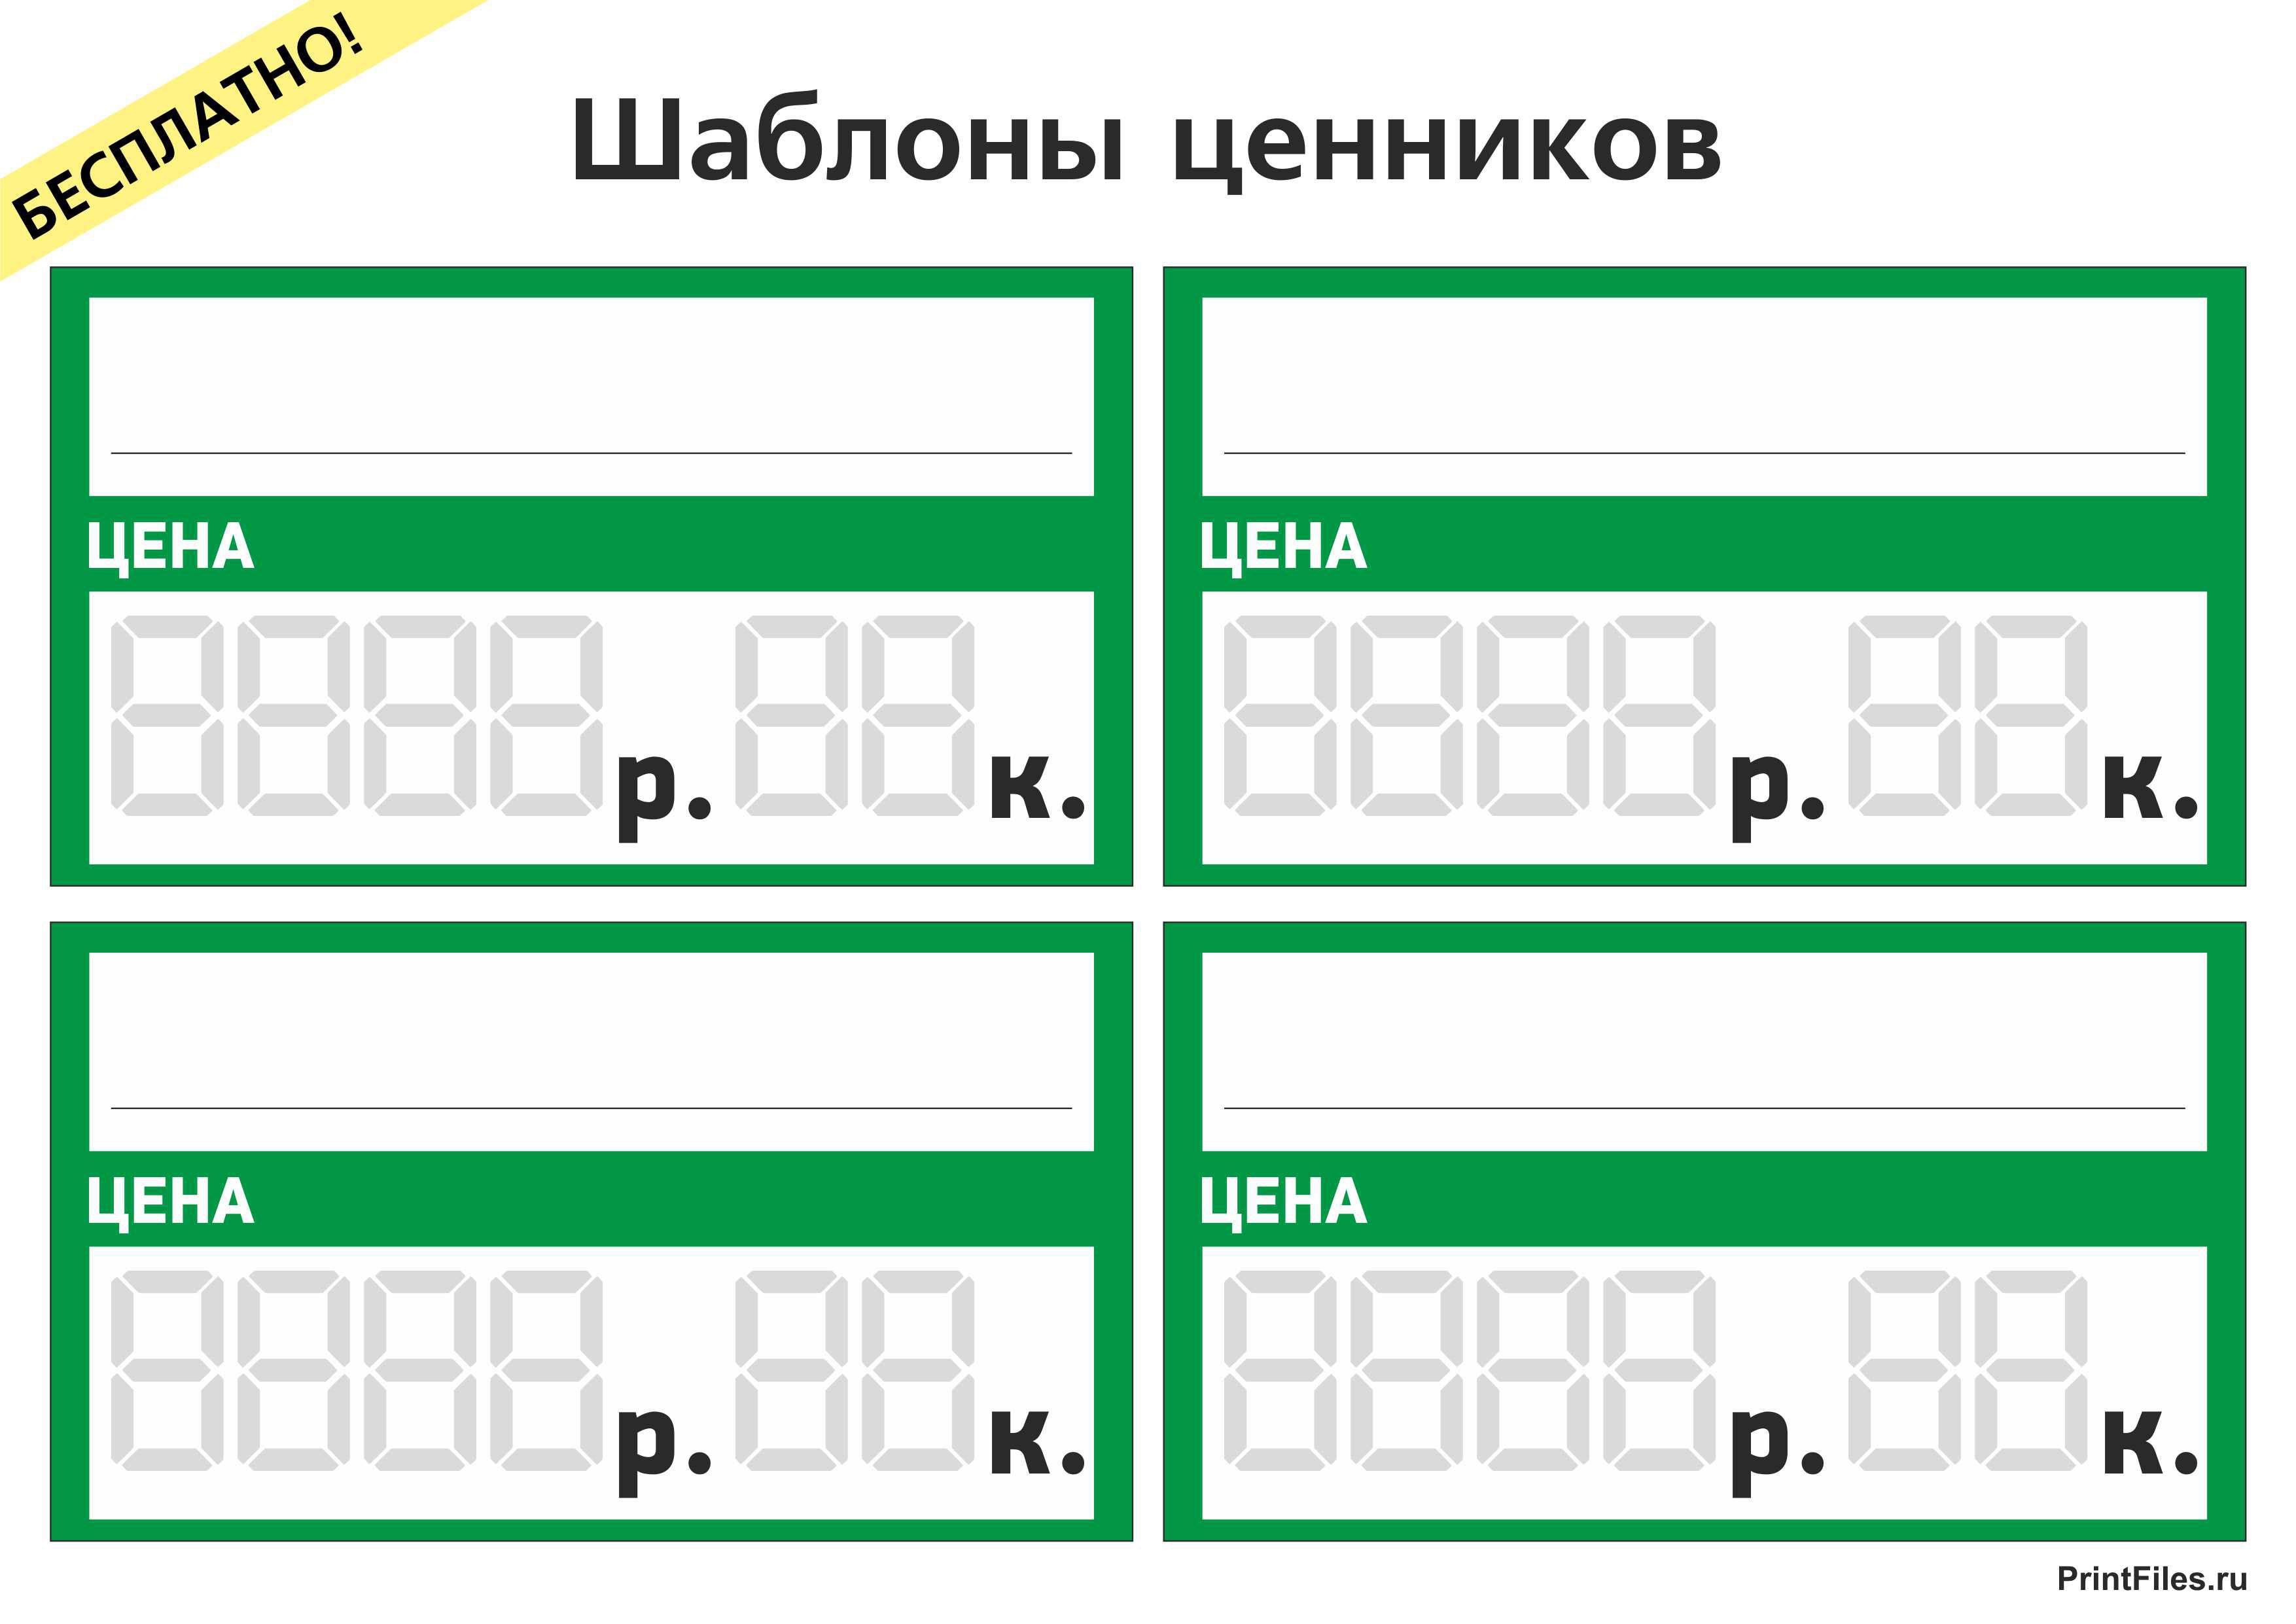 БЕСПЛАТНО!
Шаблоны ценников
ЦЕНА
р. к.
ЦЕНА
р. к.
ЦЕНА
р. к.
ЦЕНА
р. к.
PrintFiles.ru